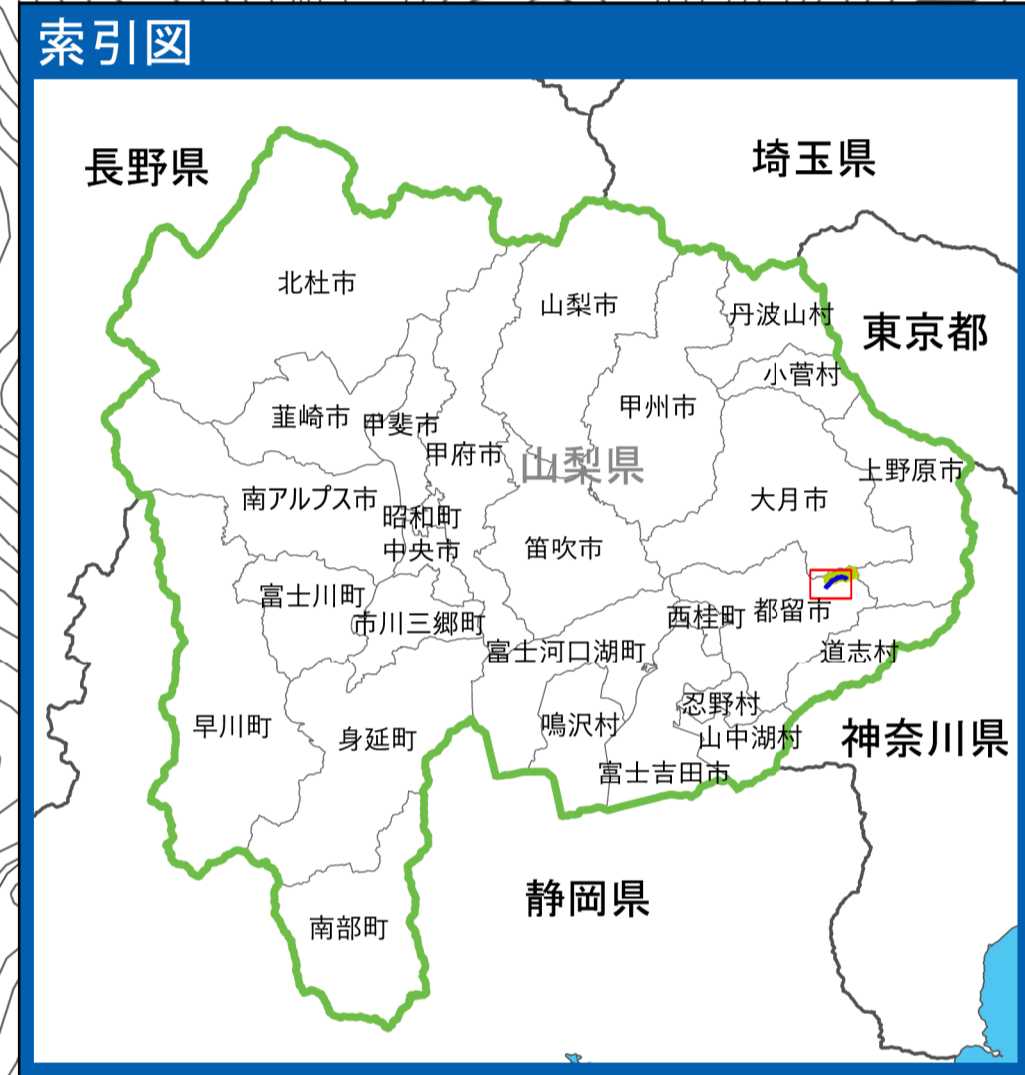 索引図
長野県
埼玉県
北杜市
山梨市
丹波山村
東京都
小菅村
韮崎市
甲斐市
甲州市
甲府市
山梨県
上野原市
南アルプス市
大月市
昭和町
中央市
笛吹市
富士川町
市川三郷町
西桂町
都留市
富士河口湖町
道志村
早川町
身延町
鳴沢村
忍野村
山中湖村
神奈川県
富士吉田市
静岡県
南部町